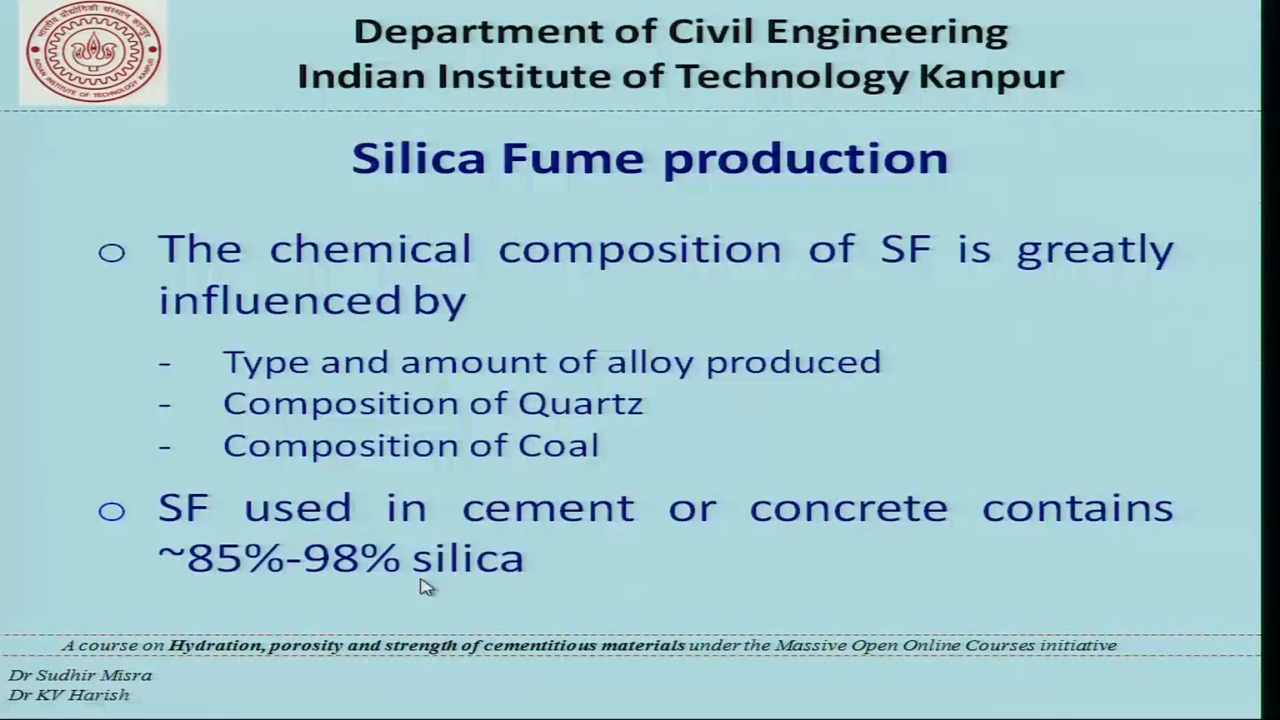 Department of Civil Engineering
Indian Institute of Technology Kanpur
Silica Fume production
o The chemical composition of SF is greatly
influenced by
- Type and amount of alloy produced
- Composition of Quartz
- Composition of Coal
o SF used in cement or concrete contains
~85%-98% silica
A course on Hydration, porosity and strength of cementitious materials under the Massive Open Online Courses initiative
Dr Sudhir Misra
Dr KV Harish